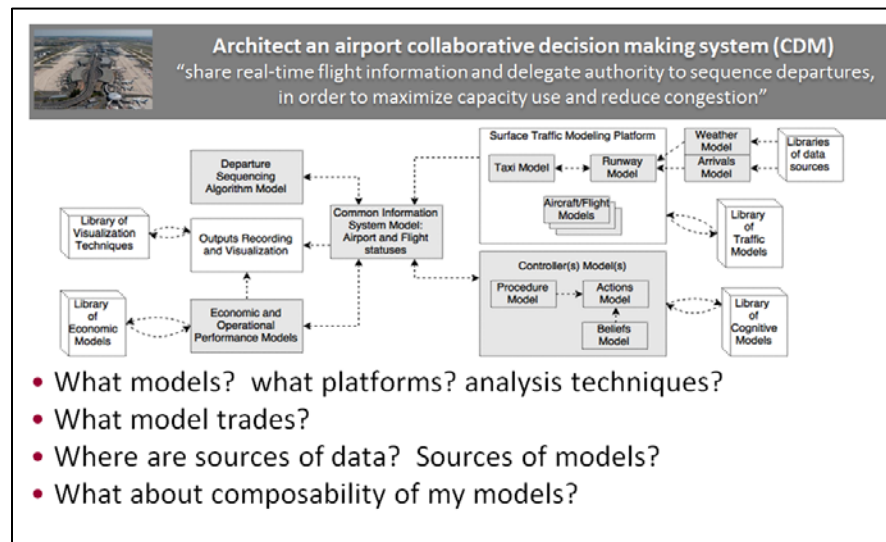 Architect an airport collaborative decision making system (CDM)
“share real-time flight information and delegate authority to sequence departures,
in order to maximize capacity use and reduce congestion”
Departure
Sequencing
Algorithm Model
Library of
Visualization
Techniques
Outputs Recording
and Visualization
Library
of
Economic
Models
Economic and
Operational
Performance Models
Common Information
System Model:
Airport and Flight
statuses
Surface Traffic Modeling Platform
Taxi Model
Runway
Model
Aircraft/Flight
Models
Weather
Model
Arrivals Model
Libraries
of data
sources
Library
of
Traffic
Models
Controller(s) Model(s)
Procedure
Model
Actions
Model
Beliefs
Model
Library
of
Cognitive
Models
• What models? what platforms? analysis techniques?
• What model trades?
• Where are sources of data? Sources of models?
• What about composability of my models?